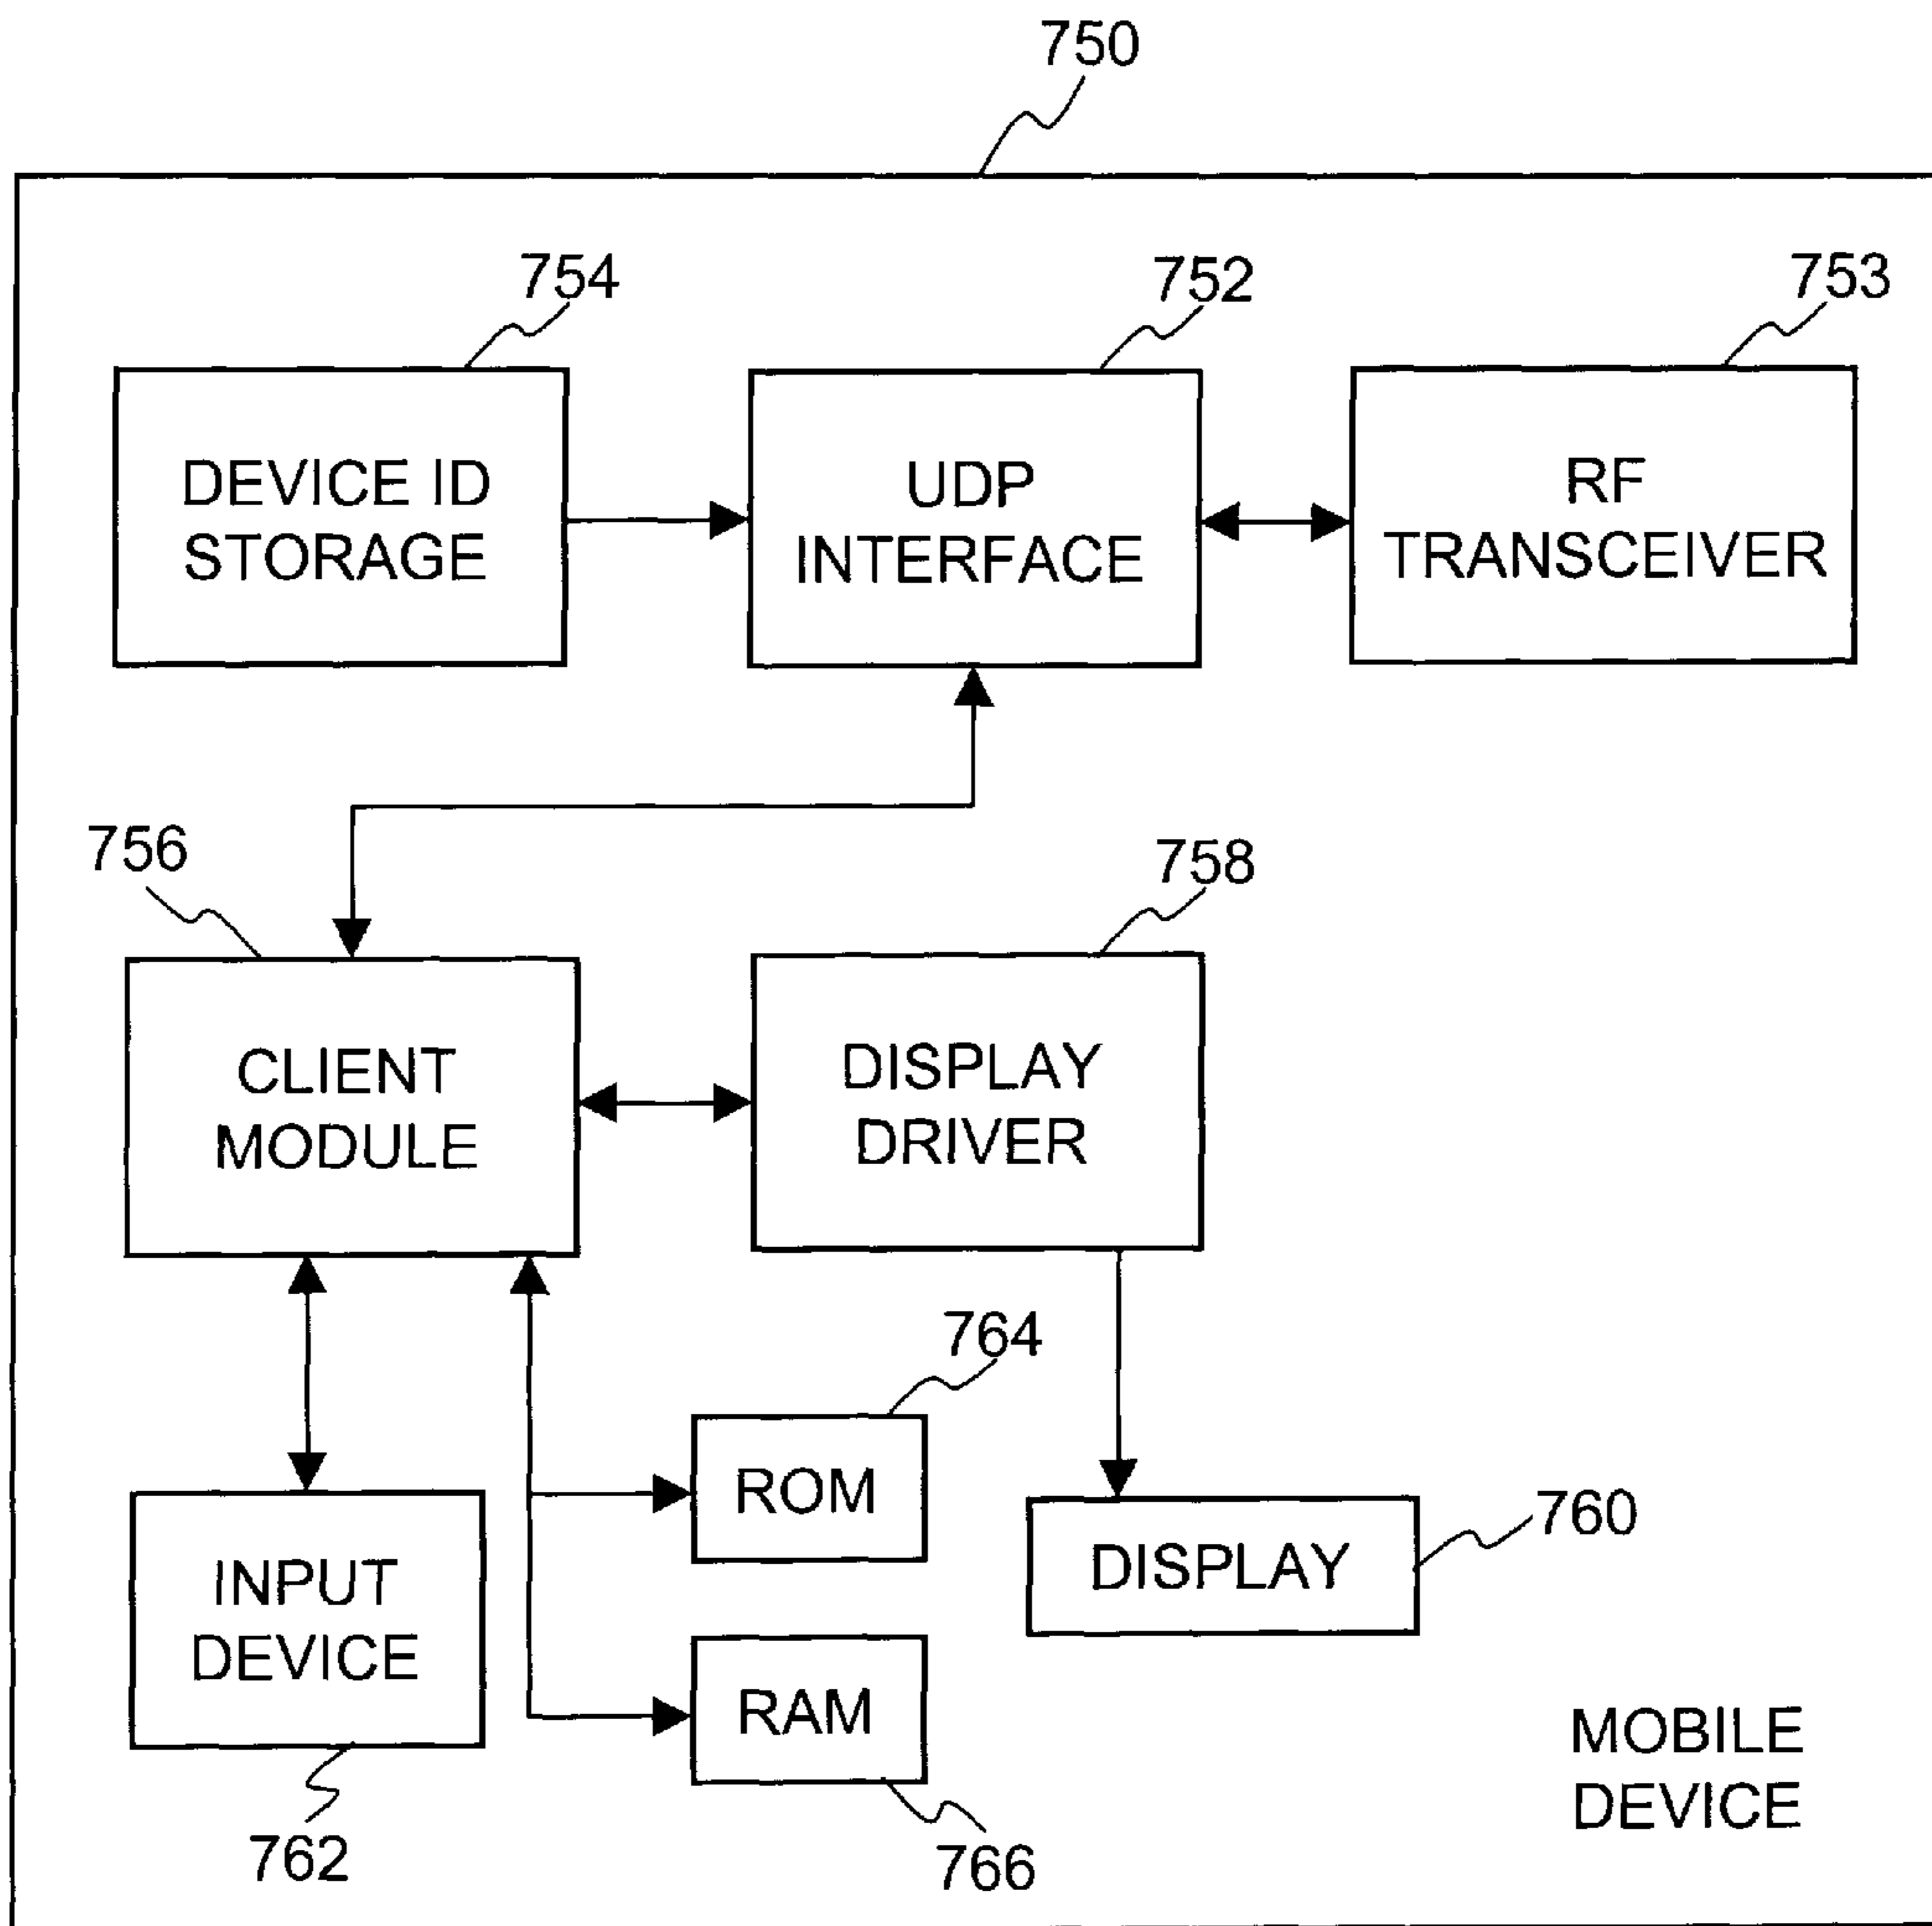 750
754
752
753
DEVICE ID
STORAGE
UDP
INTERFACE
RF
TRANSCEIVER
756
758
CLIENT
MODULE
DISPLAY
DRIVER
764
ROM
760
DISPLAY
INPUT
DEVICE
RAM
MOBILE
DEVICE
762
766